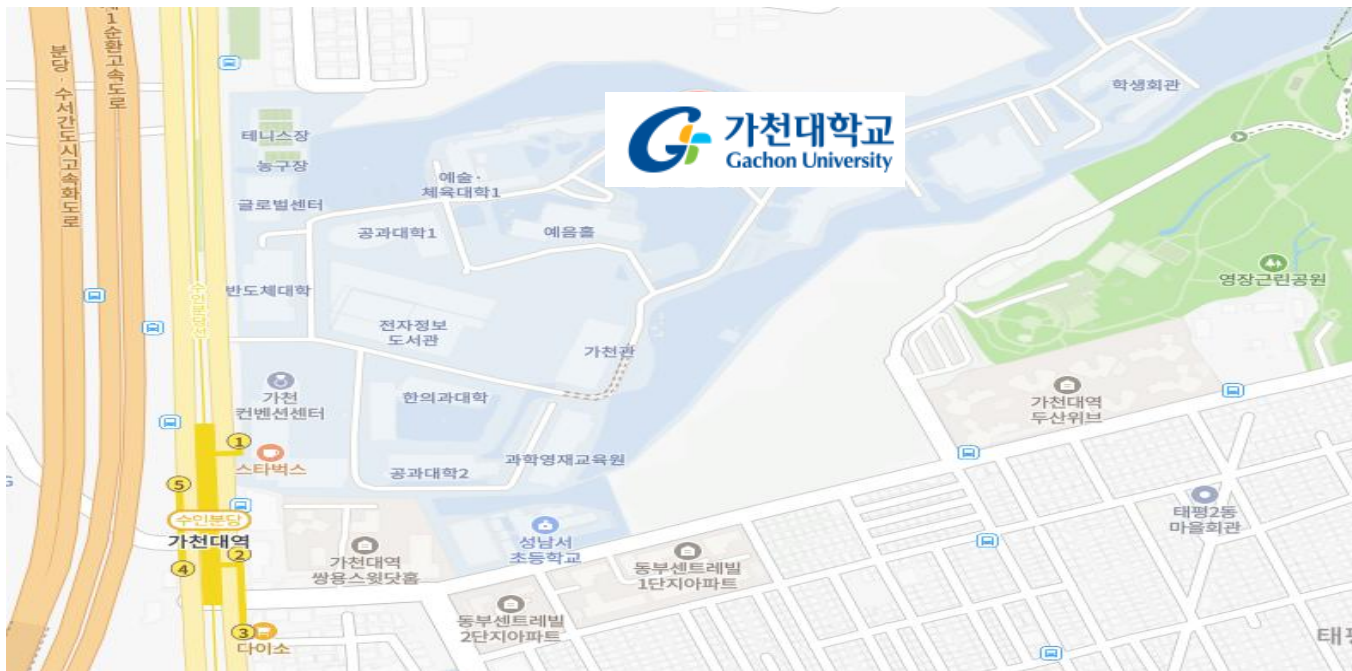 제1순환고속도로
분당·수서간도시고속화도로
학생회관
가천대학교
Gachon University
테니스장
농구장
예술·
체육대학1
글로벌센터
공과대학1
예음홀
영장근린공원
반도체대학
수인분당선
전자정보
도서관
가천관
가천
컨벤션센터
한의과대학
가천대역
두산위브
1
스타벅스
과학영재교육원
공과대학2
5
태평2동
마을회관
수인분당
가천대역
2
4
가천대역
쌍용스윗닷홈
성남서
초등학교
동부센트레빌
1단지아파트
동부센트레빌
2단지아파트
3
다이소